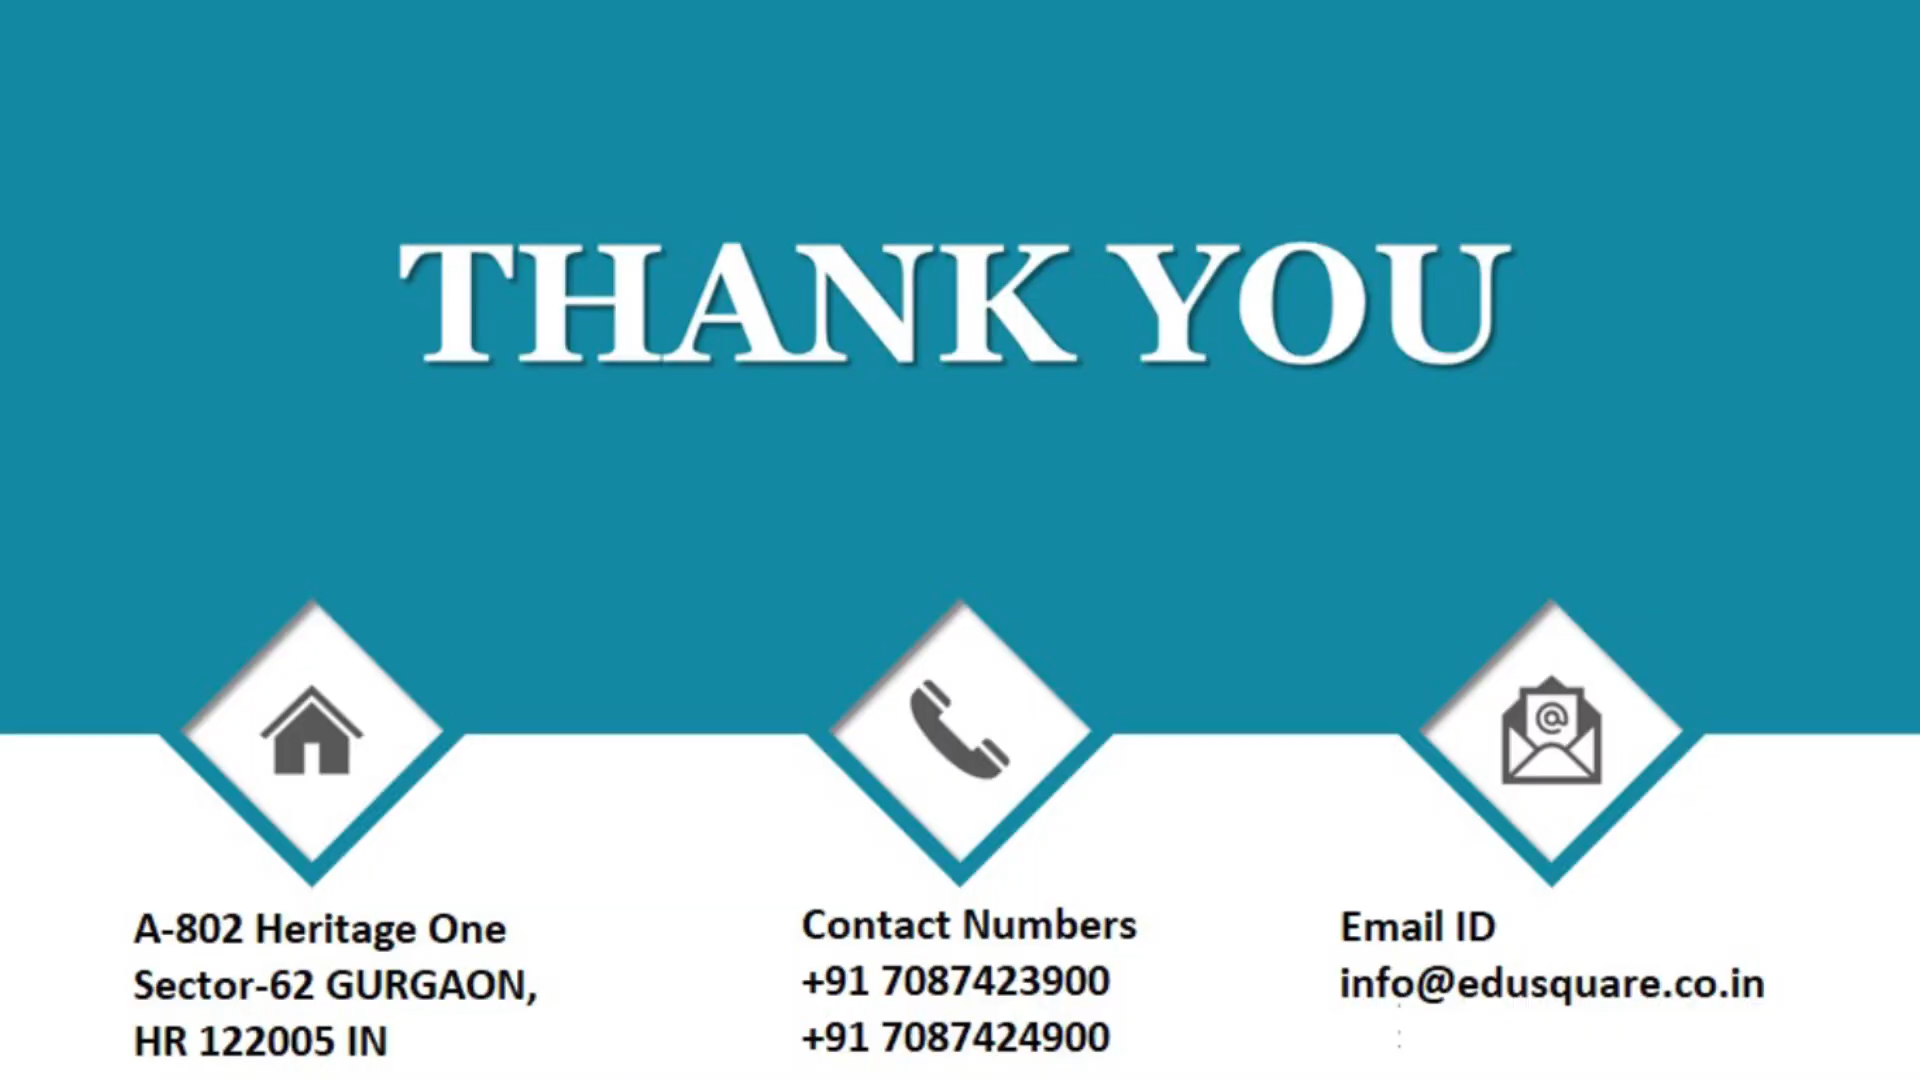 THANK YOU
A-802 Heritage One
Sector-62 GURGAON,
HR 122005 IN
Contact Numbers
+91 7087423900
+91 7087424900
Email ID
info@edusquare.co.in